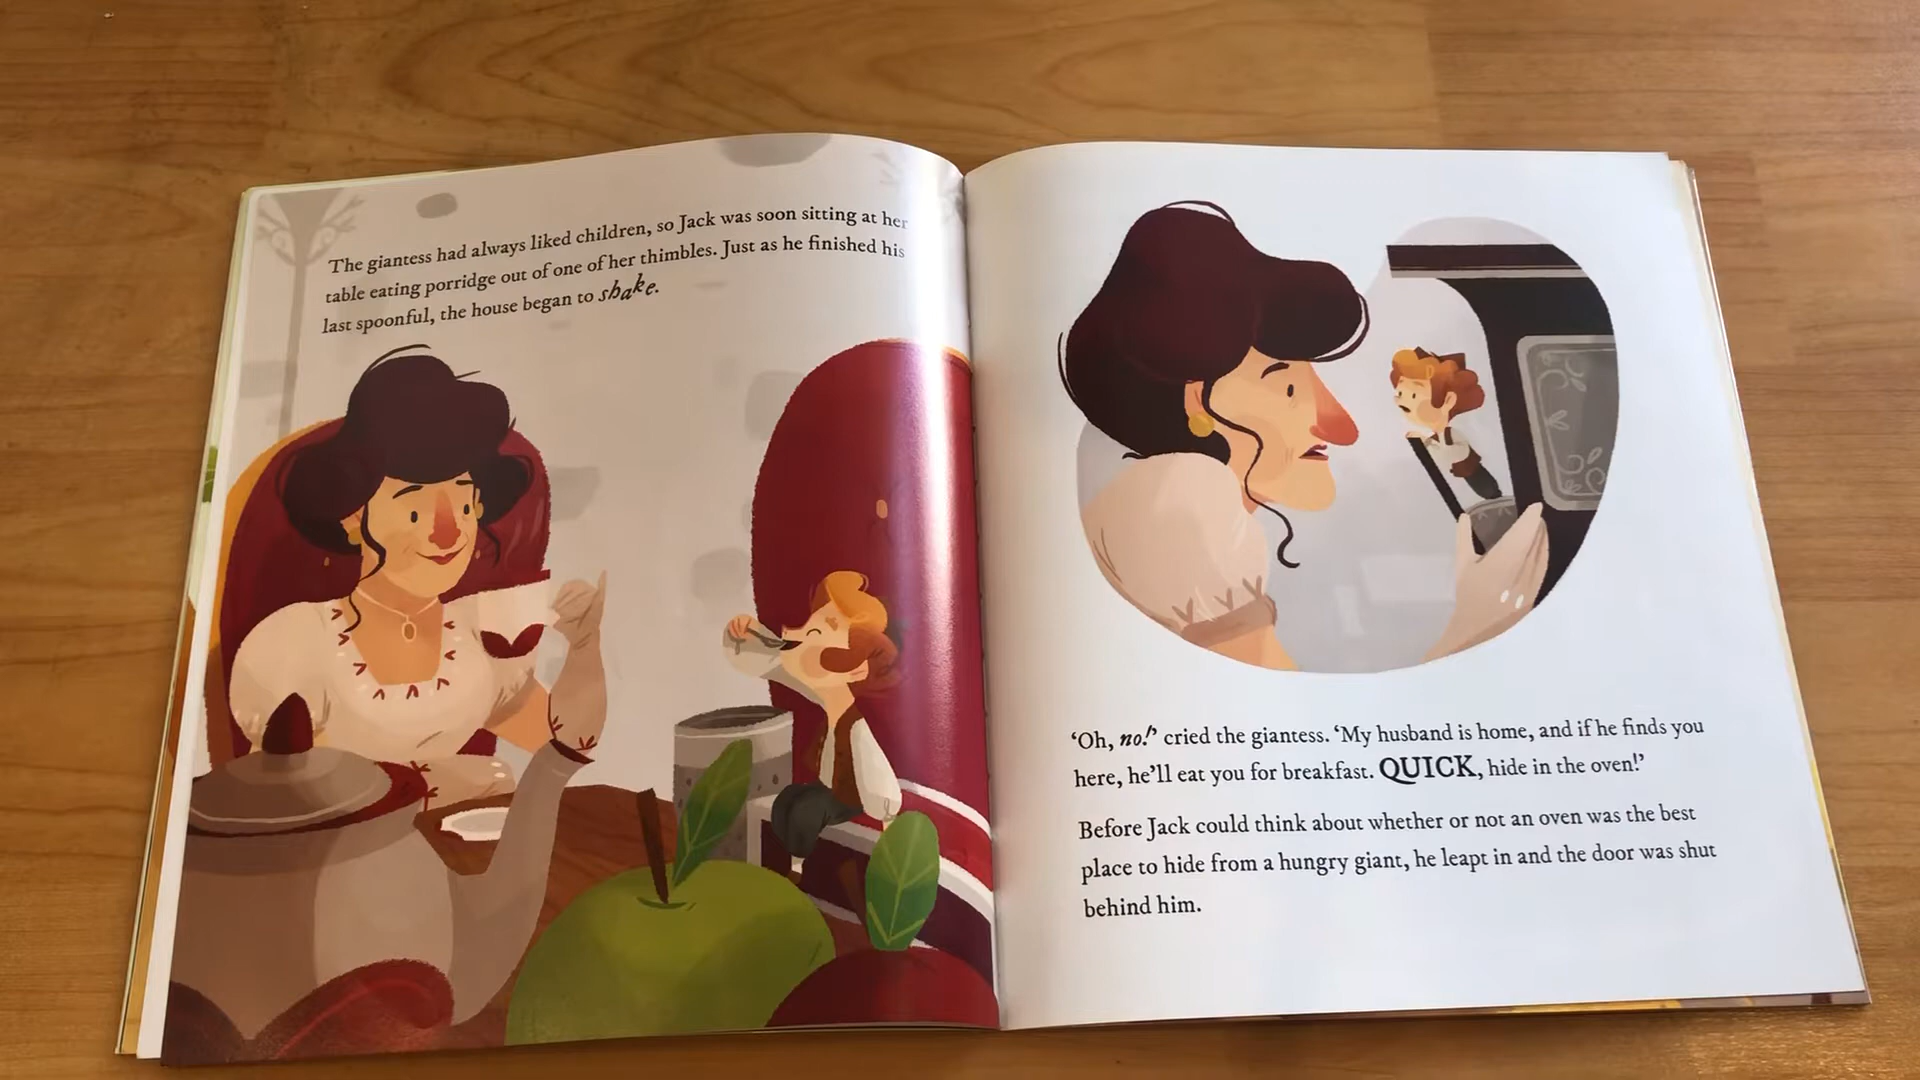 The giantess had always liked children, so Jack was soon sitting at her
table eating porridge out of one of her thimbles. Just as he finished his
last spoonful, the house began to shake.
‘Oh, no!’ cried the giantess. ‘My husband is home, and if he finds you
here, he’ll eat you for breakfast. QUICK, hide in the oven!’
Before Jack could think about whether or not an oven was the best
place to hide from a hungry giant, he leapt in and the door was shut
behind him.